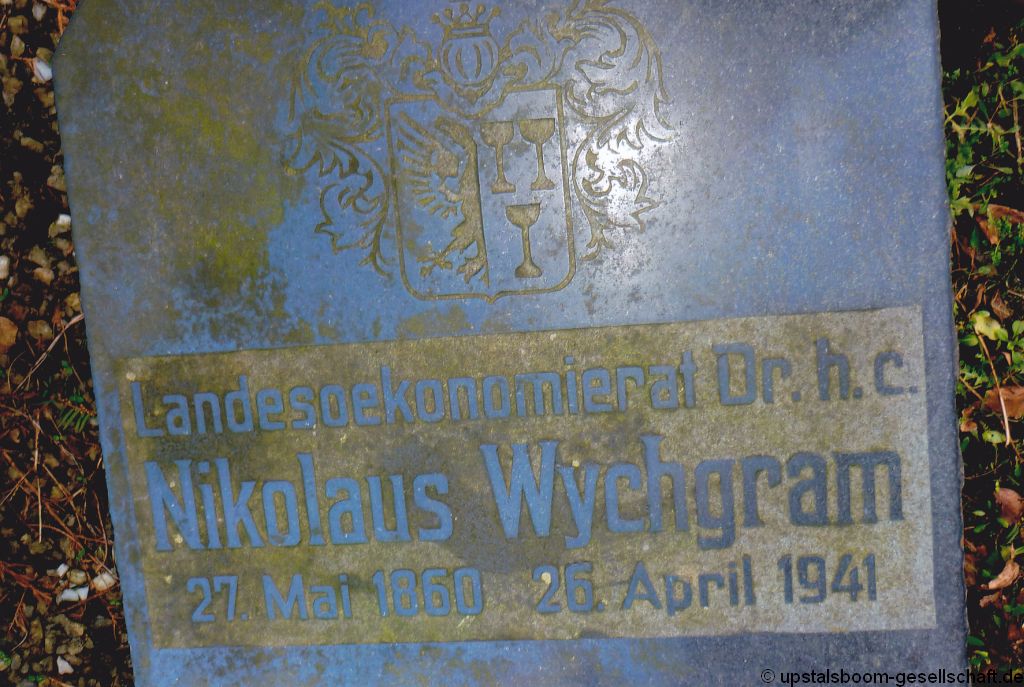 Landesoekonomierat Dr. h. c.
Nikolaus Wychgram
27. Mai 1860 26. April 1941
© upstalsboom-gesellschaft.de